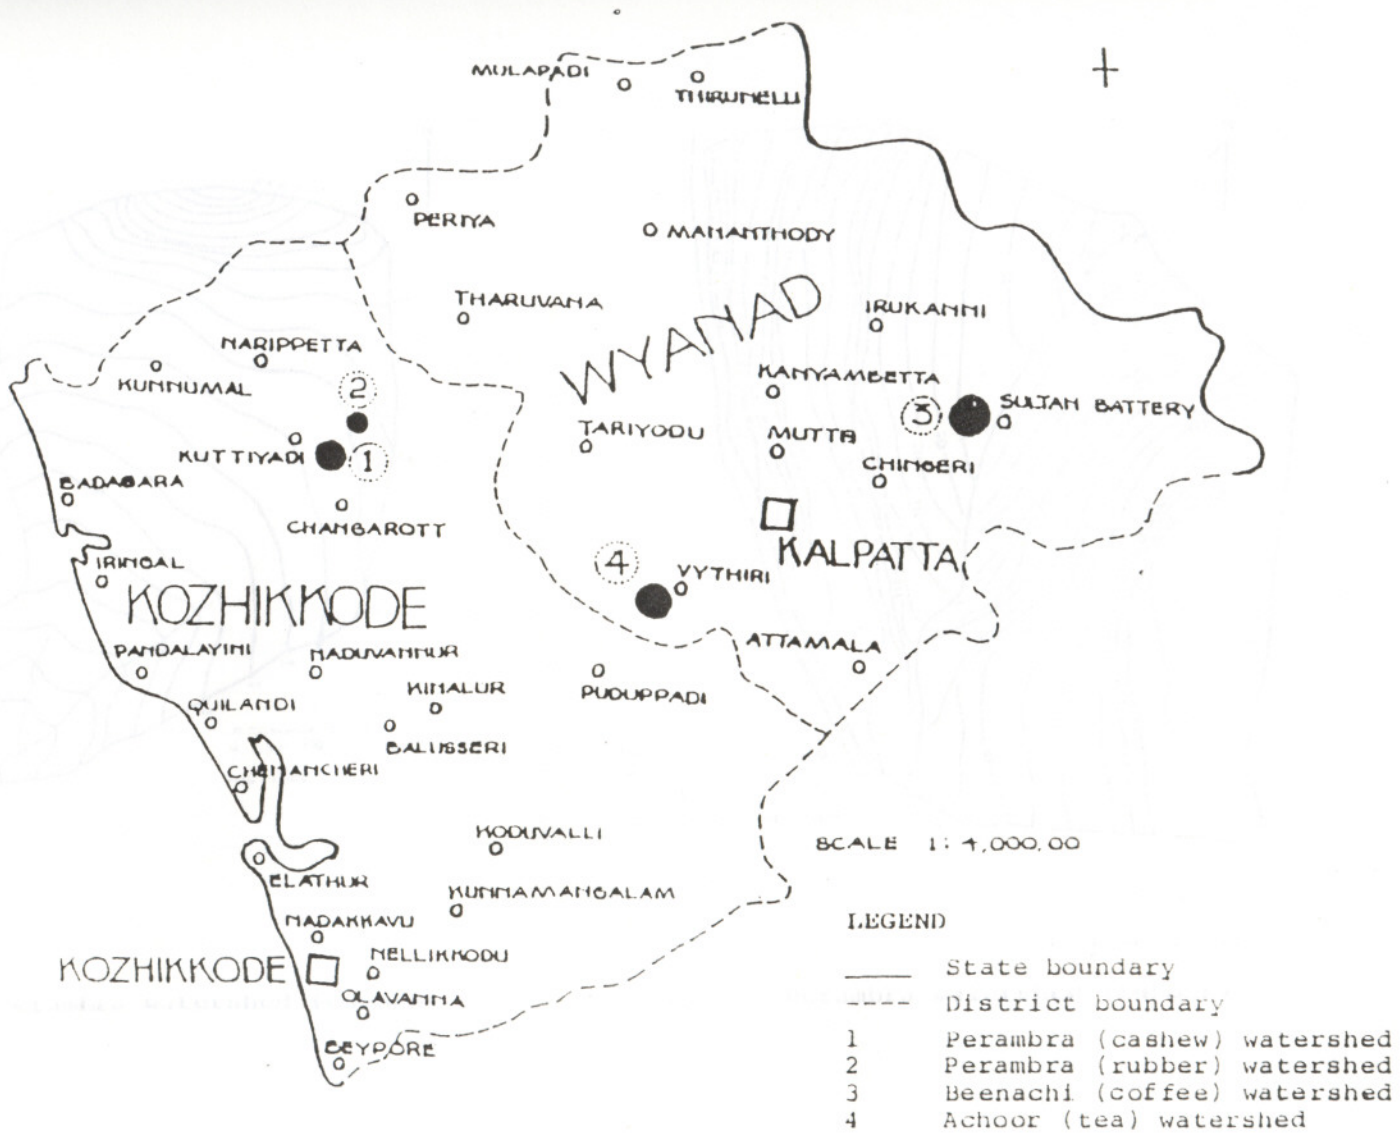 MULAPADI
THIRUNELLI
PERIYA
MANANTHODY
THARUVANA
WYANAD
IRUKANNI
NARIPPETTA
KUNNUMAL
2
KANYAMBETTA
3
SULTAN BATTERY
TARIYODU
MUTTB
KUTTIYADI
1
CHINGERI
BADAGARA
CHANGAROTT
KALPATTA
IRINGAL
4
VYTHIRI
KOZHIKKODE
PANDALAYINI
NADUVANNUR
ATTAMALA
KINALUR
PUDUPPADI
QUILANDI
BALUSSERI
CHEMANCHERI
KODUVALLI
SCALE 1: 4,000,00
ELATHUR
KUNNAMANGALAM
NADAKKAVU
KOZHIKKODE
NELLIKKODU
OLAVANNA
BEYPORE
LEGEND
State boundary
District boundary
1 Perambra (cashew) watershed
2 Perambra (rubber) watershed
3 Beenachi (coffee) watershed
4 Achoor (tea) watershed